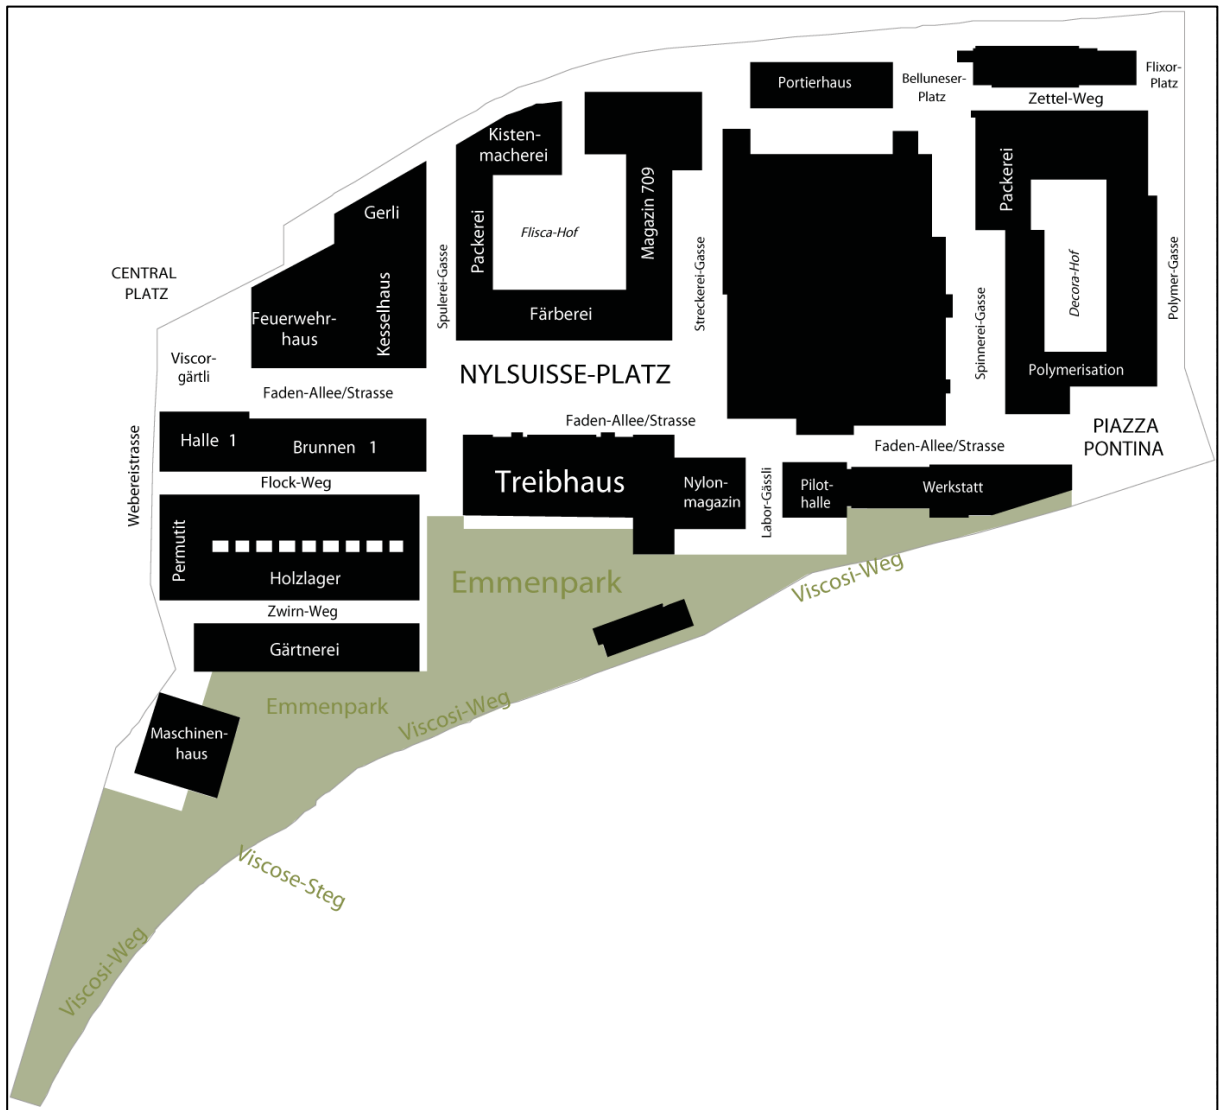 Portierhaus
Belluneser-
Platz
Flixor-
Platz
Zettel-Weg
Kisten-
macherei
Packerei
Flisca-Hof
Magazin 709
Färberei
Gerli
Kesselhaus
Feuerwehr-
haus
Spulerei-Gasse
Streckerei-Gasse
Spinnerei-Gasse
Packerei
Decora-Hof
Polymerisation
Polymer-Gasse
CENTRAL
PLATZ
Viscor-
gärtli
NYLSUISSE-PLATZ
Faden-Allee/Strasse
Faden-Allee/Strasse
Faden-Allee/Strasse
PIAZZA
PONTINA
Webereistrasse
Halle 1
Brunnen 1
Flock-Weg
Treibhaus
Nylon-
magazin
Labor-Gässli
Pilot-
halle
Werkstatt
Permutit
Holzlager
Zwirn-Weg
Gärtnerei
Emmenpark
Viscosi-Weg
Emmenpark
Viscosi-Weg
Maschinen-
haus
Viscose-Steg
Viscosi-Weg